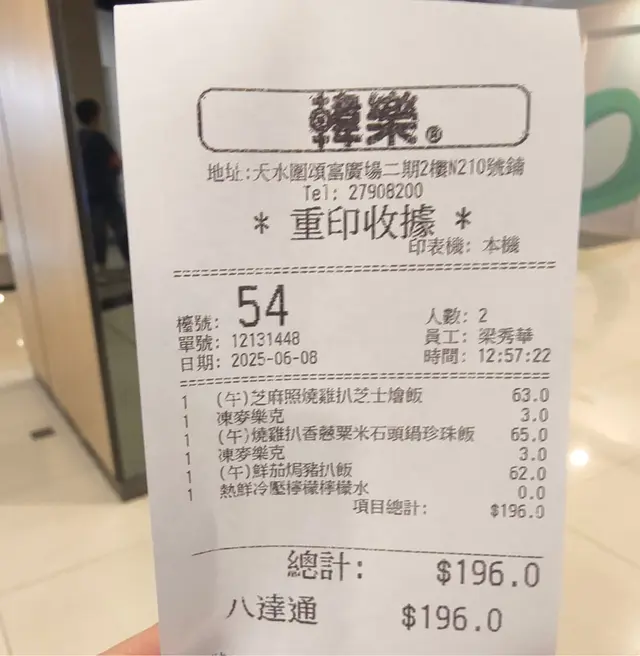 韓樂®
地址:天水圍頌富廣場二期2樓N210號鋪
Tel: 27908200
* 重印收據 *
印表機: 本機
檯號: 54 人數: 2
單號: 12131448 員工: 梁秀華
日期: 2025-06-08 時間: 12:57:22
1 (午)芝麻照燒雞扒芝士燴飯 63.0
1 凍麥樂克 3.0
1 (午)燒雞扒香蔥粟米石頭鍋珍珠飯 65.0
1 凍麥樂克 3.0
1 (午)鮮茄焗豬扒飯 62.0
1 熱鮮冷壓檸檬檸檬水 0.0
項目總計: $196.0
總計: $196.0
八達通 $196.0